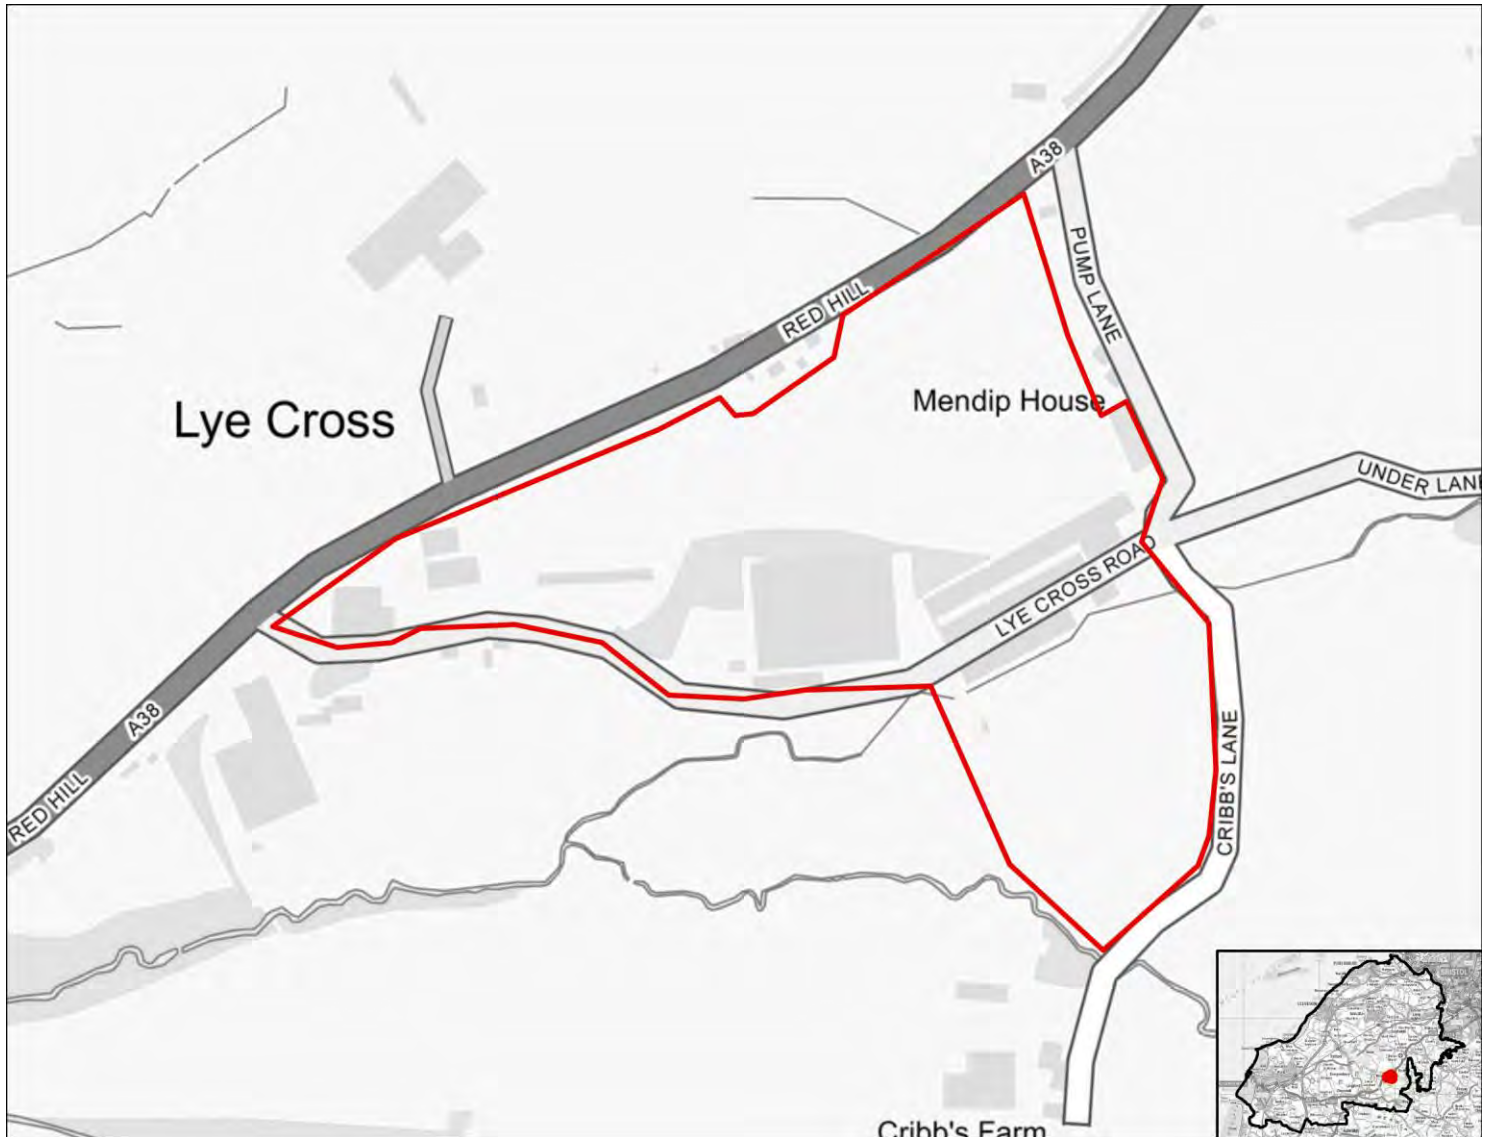 A38
RED HILL
PUMP LANE
Mendip House
Lye Cross
UNDER LANE
LYE CROSS ROAD
A38
CRIBB'S LANE
RED HILL
BRISTOL
Cribb's Farm